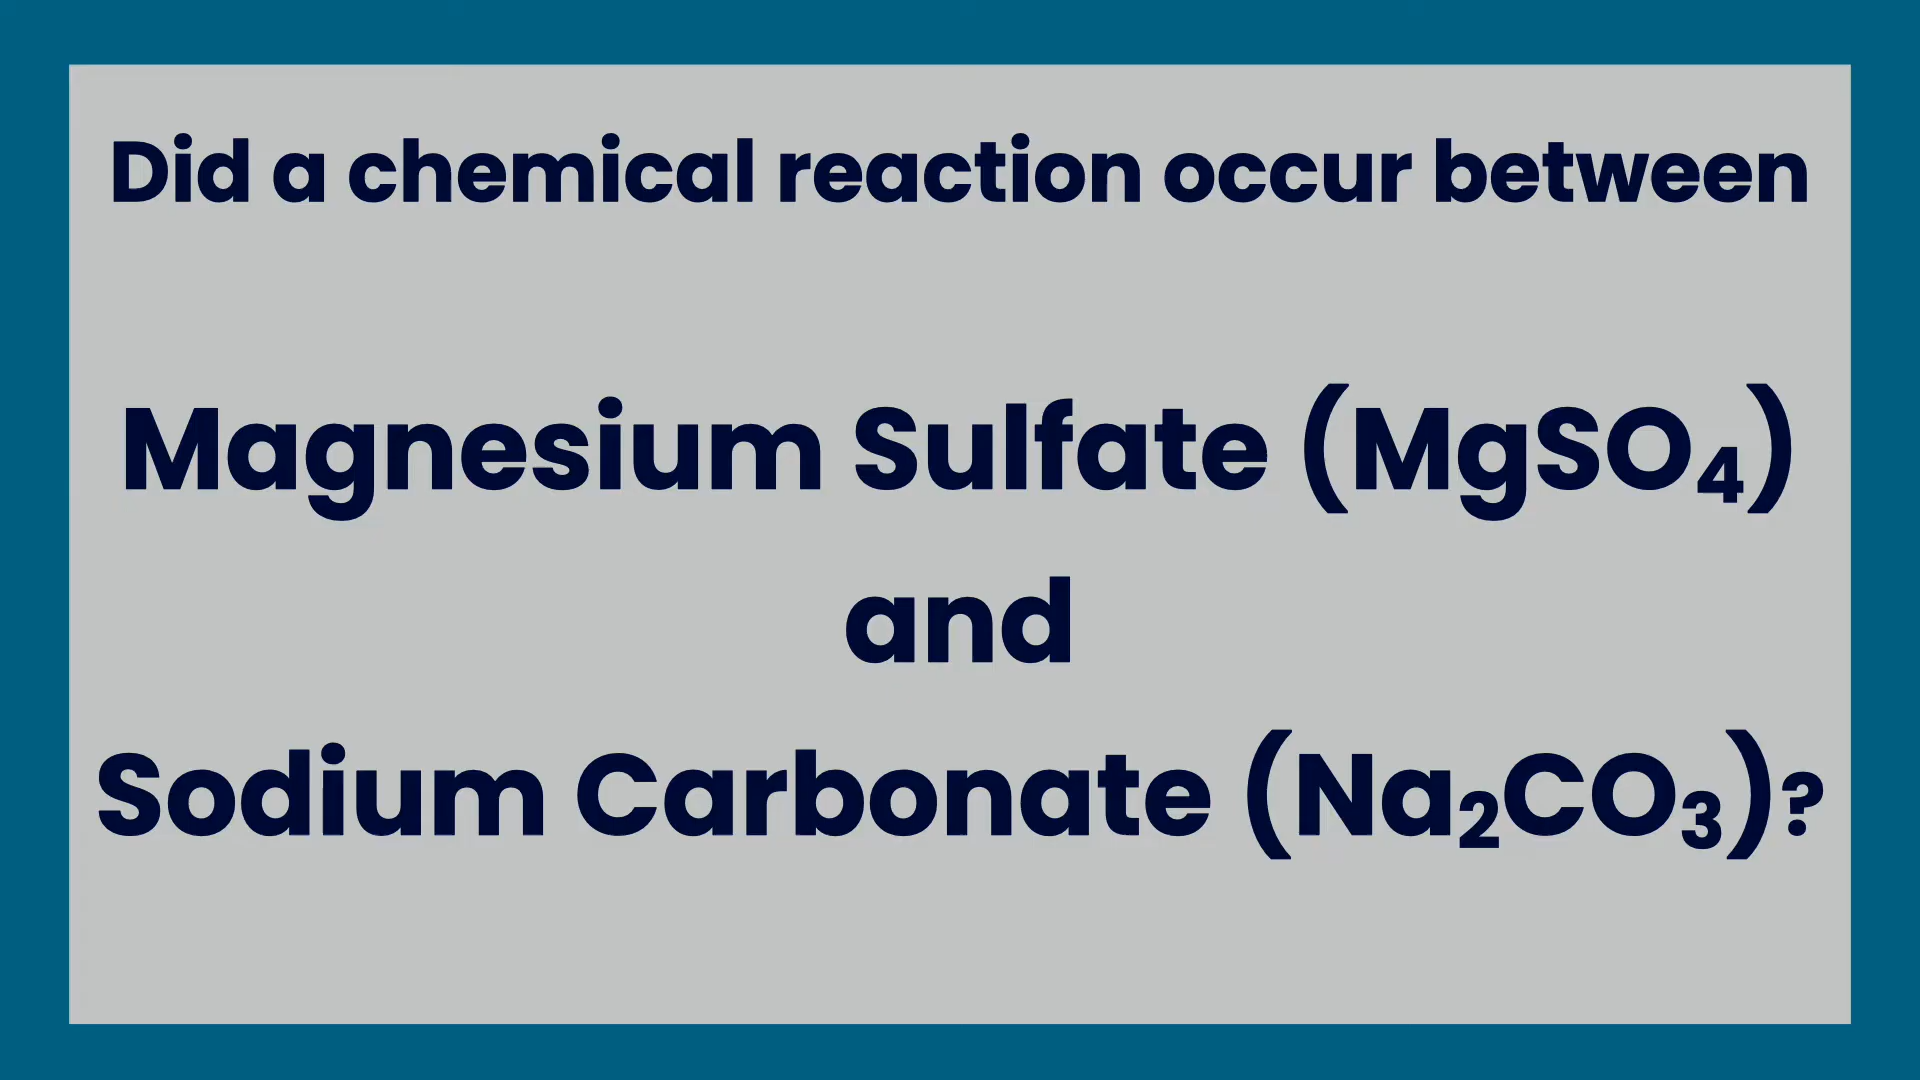 Did a chemical reaction occur between
Magnesium Sulfate (MgSO₄)
and
Sodium Carbonate (Na₂CO₃)?